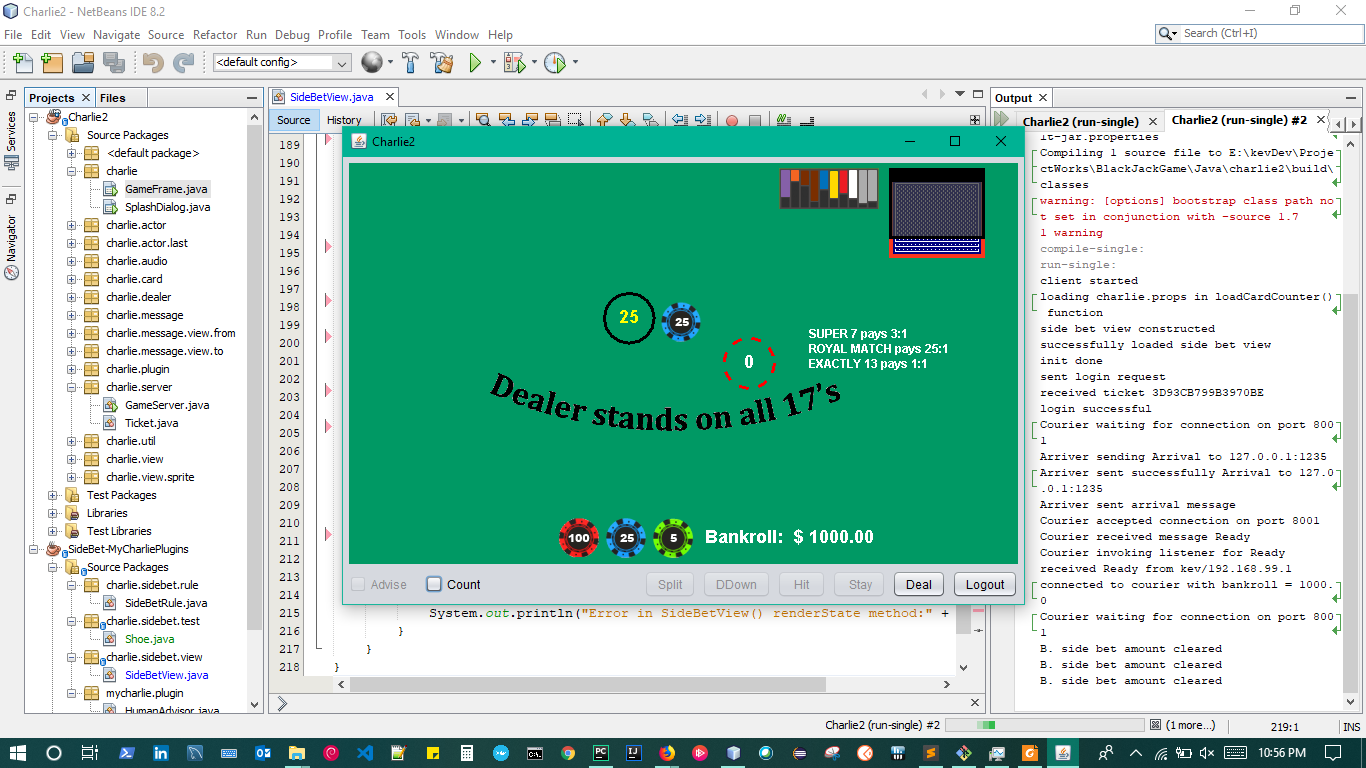 Charlie2 - NetBeans IDE 8.2
File Edit View Navigate Source Refactor Run Debug Profile Team Tools Window Help
Search (Ctrl+I)
<default config>
Projects
Files
Services
Navigator
Charlie2
Source Packages
<default package>
charlie
GameFrame.java
SplashDialog.java
charlie.actor
charlie.actor.last
charlie.audio
charlie.card
charlie.dealer
charlie.message
charlie.message.view.from
charlie.message.view.to
charlie.plugin
charlie.server
GameServer.java
Ticket.java
charlie.util
charlie.view
charlie.view.sprite
Test Packages
Libraries
Test Libraries
SideBet-MyCharliePlugins
Source Packages
charlie.sidebet.rule
SideBetRule.java
charlie.sidebet.test
Shoe.java
charlie.sidebet.view
SideBetView.java
mycharlie.plugin
HumanAdvisor.java
SideBetView.java
Source History
189
190
191
192
193
194
195
196
197
198
199
200
201
202
203
204
205
206
207
208
209
210
211
212
213
214
215
216
217
218
System.out.println("Error in SideBetView() renderState method:" +
}
}
}
Charlie2
25
25
0
SUPER 7 pays 3:1
ROYAL MATCH pays 25:1
EXACTLY 13 pays 1:1
Dealer stands on all 17's
100 25 5 Bankroll: $ 1000.00
Advise Count Split DDown Hit Stay Deal Logout
Output
Charlie2 (run-single)
Charlie2 (run-single) #2
lt-jar.properties
Compiling 1 source file to E:\kevDev\Proje
ctWorks\BlackJackGame\Java\charlie2\build\
classes
warning: [options] bootstrap class path no
t set in conjunction with -source 1.7
1 warning
compile-single:
run-single:
client started
loading charlie.props in loadCardCounter()
function
side bet view constructed
successfully loaded side bet view
init done
sent login request
received ticket 3D93CB799B3970BE
login successful
Courier waiting for connection on port 800
1
Arriver sending Arrival to 127.0.0.1:1235
Arriver sent successfully Arrival to 127.0
.0.1:1235
Arriver sent arrival message
Courier accepted connection on port 8001
Courier received message Ready
Courier invoking listener for Ready
received Ready from kev/192.168.99.1
connected to courier with bankroll = 1000.
0
Courier waiting for connection on port 800
1
B. side bet amount cleared
B. side bet amount cleared
B. side bet amount cleared
Charlie2 (run-single) #2
(1 more...)
219:1
INS
10:56 PM